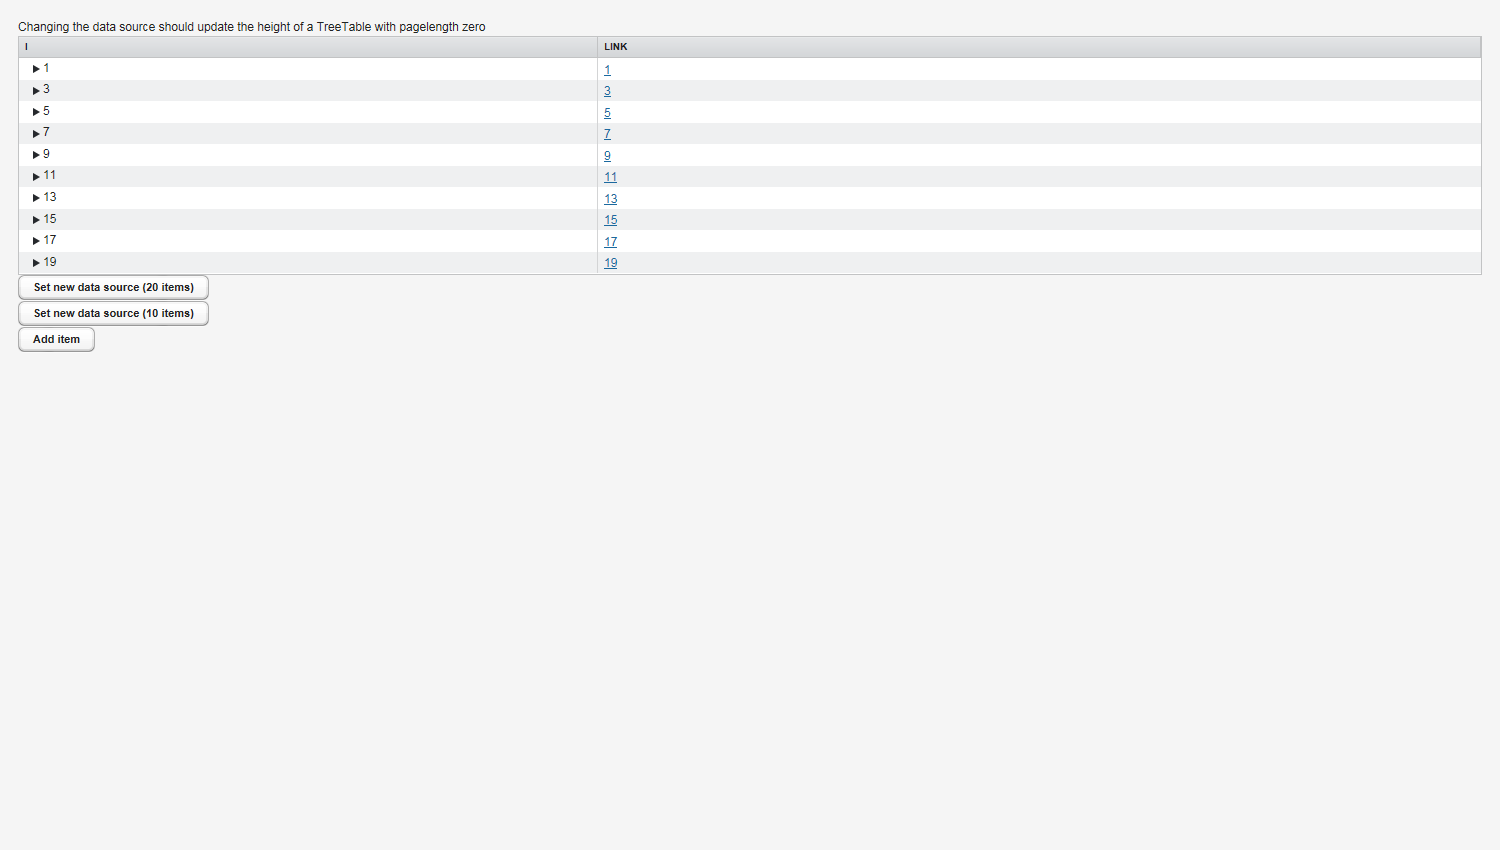 Changing the data source should update the height of a TreeTable with pagelength zero
I LINK
1 1
3 3
5 5
7 7
9 9
11 11
13 13
15 15
17 17
19 19
Set new data source (20 items)
Set new data source (10 items)
Add item